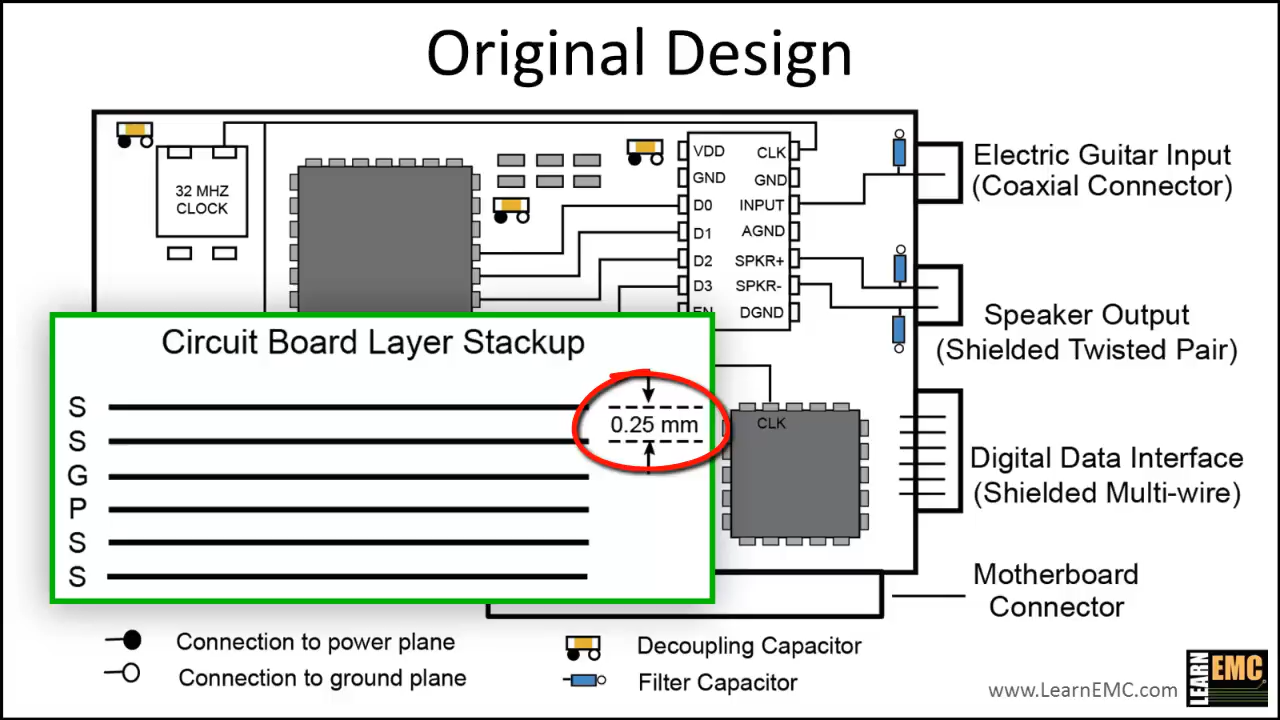 Original Design
32 MHZ
CLOCK
VDD
GND
D0
D1
D2
D3
EN
CLK
GND
INPUT
AGND
SPKR+
SPKR-
DGND
Electric Guitar Input
(Coaxial Connector)
Speaker Output
(Shielded Twisted Pair)
Circuit Board Layer Stackup
S
S
G
P
S
S
0.25 mm
CLK
Digital Data Interface
(Shielded Multi-wire)
Motherboard
Connector
Connection to power plane
Connection to ground plane
Decoupling Capacitor
Filter Capacitor
www.LearnEMC.com
LEARN
EMC